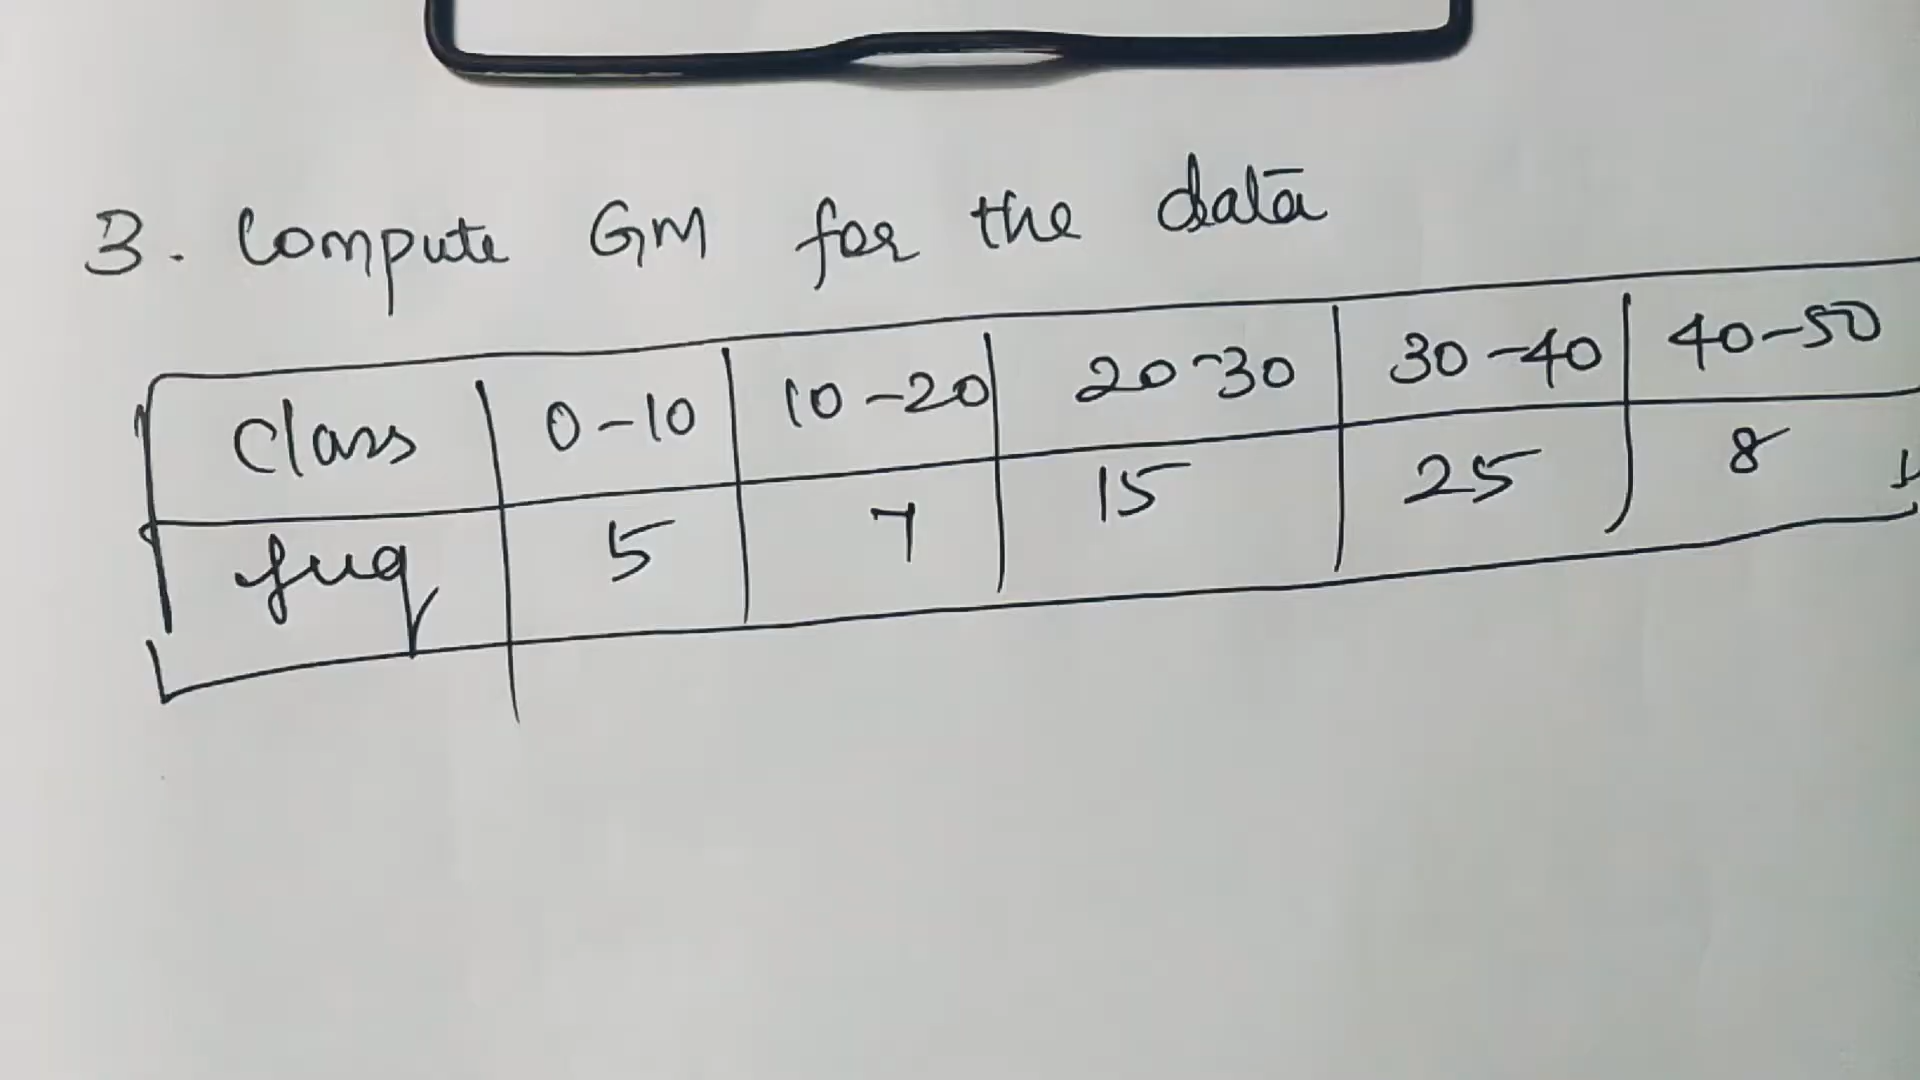 3. Compute GM for the data
Class 0-10 10-20 20-30 30-40 40-50
freq 5 7 15 25 8